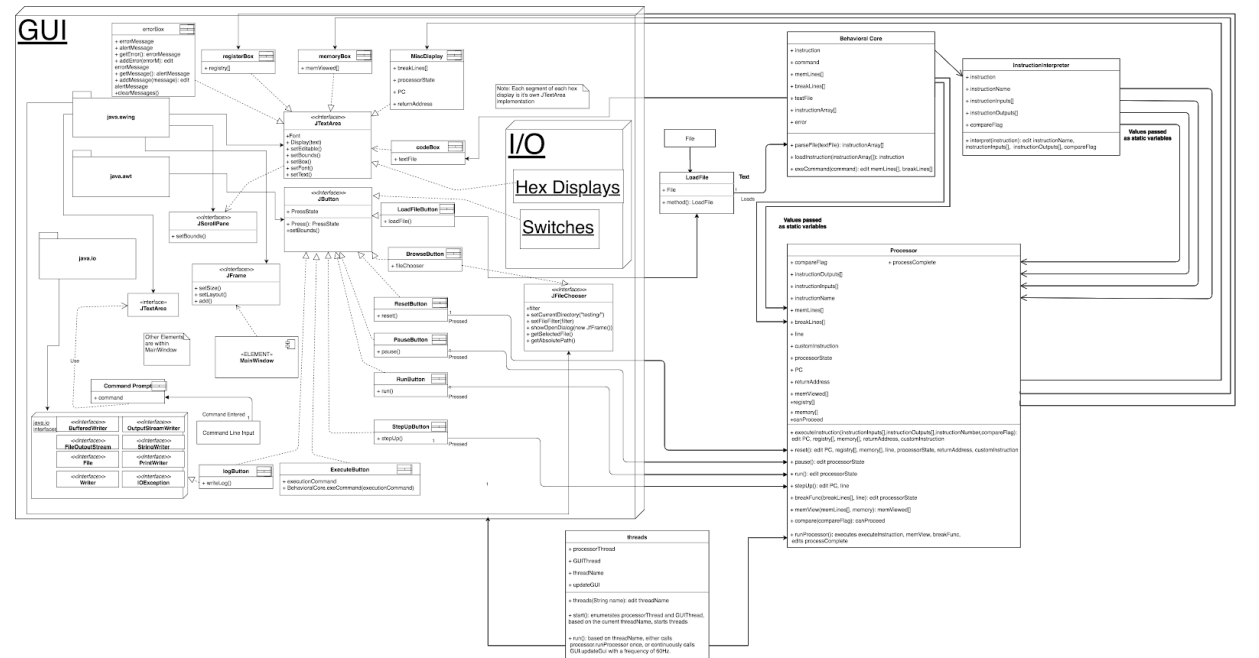 GUI
errorBox
+ errorMessage
+ alertMessage
+ getError(): errorMessage
+ addError(errorM): edit
errorMessage
+ getMessage(): alertMessage
+ addMessage(message): edit
alertMessage
+clearMessages()
registerBox
+ registry[]
memoryBox
+ memViewed[]
MiscDisplay
+ breakLines[]
+ processorState
+ PC
+ returnAddress
Note: Each segment of each hex
display is it's own JTextArea
implementation
java.swing
java.awt
java.io
<<interface>>
JTextArea
+Font
+ Display(text)
+ setEditable()
+ setBounds()
+ setBox()
+ setFont()
+ setText()
codeBox
+ textFile
I/O
Hex Displays
Switches
<<interface>>
JButton
+ PressState
+ Press(): PressState
+setBounds()
LoadFileButton
+ loadFile()
<<interface>>
JScrollPane
+ setBounds()
BrowseButton
+ fileChooser
<<interface>>
JFrame
+ setSize()
+ setLayout()
+ add()
<<interface>>
JFileChooser
+filter
+ setCurrentDirectory("testing/")
+ setFileFilter(filter)
+ showOpenDialog(new JFrame())
+ getSelectedFile()
+ getAbsolutePath()
«interface»
JTextArea
ResetButton
+ reset()
1
Pressed
Other Elements
are within
MainWindow
«ELEMENT»
MainWindow
PauseButton
+ pause()
Pressed
Use
RunButton
+ run()
Pressed
Command Prompt
+ command
Command Entered
1
Command Line Input
StepUpButton
+ stepUp()
1
Pressed
java.io
interfaces
<<interface>>
BufferedWriter
<<interface>>
OutputStreamWriter
<<interface>>
FileOutputStream
<<interface>>
StringWriter
<<interface>>
File
<<interface>>
PrintWriter
<<interface>>
Writer
<<interface>>
IOException
logButton
+ writeLog()
ExecuteButton
+ executionCommand
+ BehavioralCore.exeCommand(executionCommand)
1
File
LoadFile
+ File
+ method(): LoadFile
Text
1
Loads
Behavioral Core
+ instruction
+ command
+ memLines[]
+ breakLines[]
+ textFile
+ instructionArray[]
+ error
+ parseFile(textFile): instructionArray[]
+ loadInstruction(instructionArray[]): instruction
+ exeCommand(command): edit memLines[], breakLines[]
InstructionInterpreter
+ instruction
+ instructionName
+ instructionInputs[]
+ instructionOutputs[]
+ compareFlag
+ interpret(instruction): edit instructionName,
instructionInputs[], instructionOutputs[], compareFlag
Values passed
as static variables
Values passed
as static variables
Processor
+ compareFlag
+ processComplete
+ instructionOutputs[]
+ instructionInputs[]
+ instructionName
+ memLines[]
+ breakLines[]
+ line
+ customInstruction
+ processorState
+ PC
+ returnAddress
+ memViewed[]
+registry[]
+ memory[]
+canProceed
+ executeInstruction(instructionInputs[],instructionOutputs[],instructionNumber,compareFlag):
edit PC, registry[], memory[], returnAddress, customInstruction
+ reset(): edit PC, registry[], memory[], line, processorState, returnAddress, customInstruction
+ pause(): edit processorState
+ run(): edit processorState
+ stepUp(): edit PC, line
+ breakFunc(breakLines[], line): edit processorState
+ memView(memLines[], memory): memViewed[]
+ compare(compareFlag): canProceed
+ runProcessor(): executes executeInstruction, memView, breakFunc,
edits processComplete
threads
+ processorThread
+ GUIThread
+ threadName
+ updateGUI
+ threads(String name): edit threadName
+ start(): enumerates processorThread and GUIThread,
based on the current threadName, starts threads
+ run(): based on threadName, either calls
processor.runProcessor once, or continuously calls
GUI.updateGui with a frequency of 60Hz